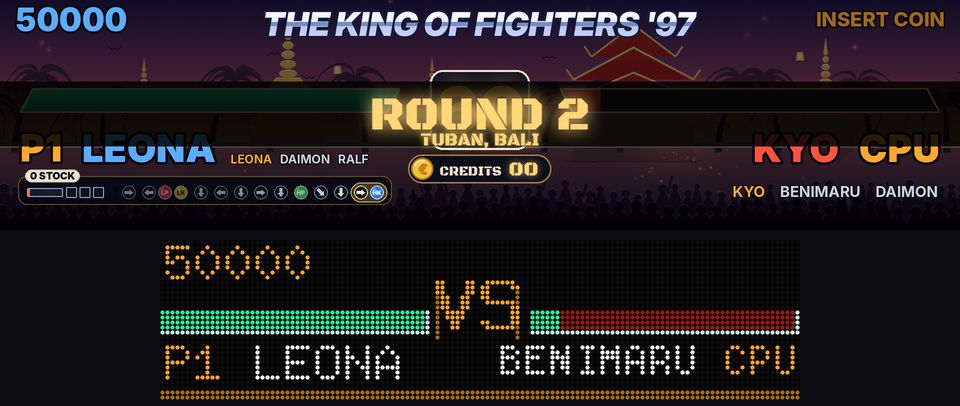 50000
THE KING OF FIGHTERS '97
INSERT COIN
ROUND 2
TUBAN, BALI
P1 LEONA
LEONA DAIMON RALF
KYO CPU
CREDITS 00
0 STOCK
LP LK HP HK
KYO BENIMARU DAIMON
50000
VS
P1 LEONA
BENIMARU CPU